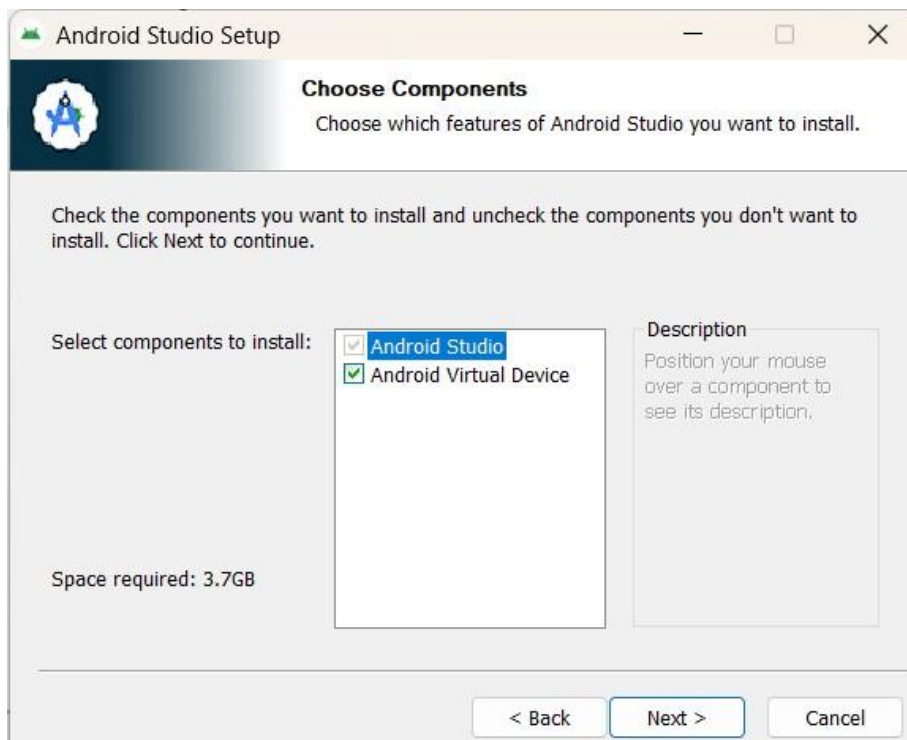 Android Studio Setup
Choose Components
Choose which features of Android Studio you want to install.
Check the components you want to install and uncheck the components you don't want to
install. Click Next to continue.
Select components to install:
Android Studio
Android Virtual Device
Description
Position your mouse
over a component to
see its description.
Space required: 3.7GB
< Back
Next >
Cancel